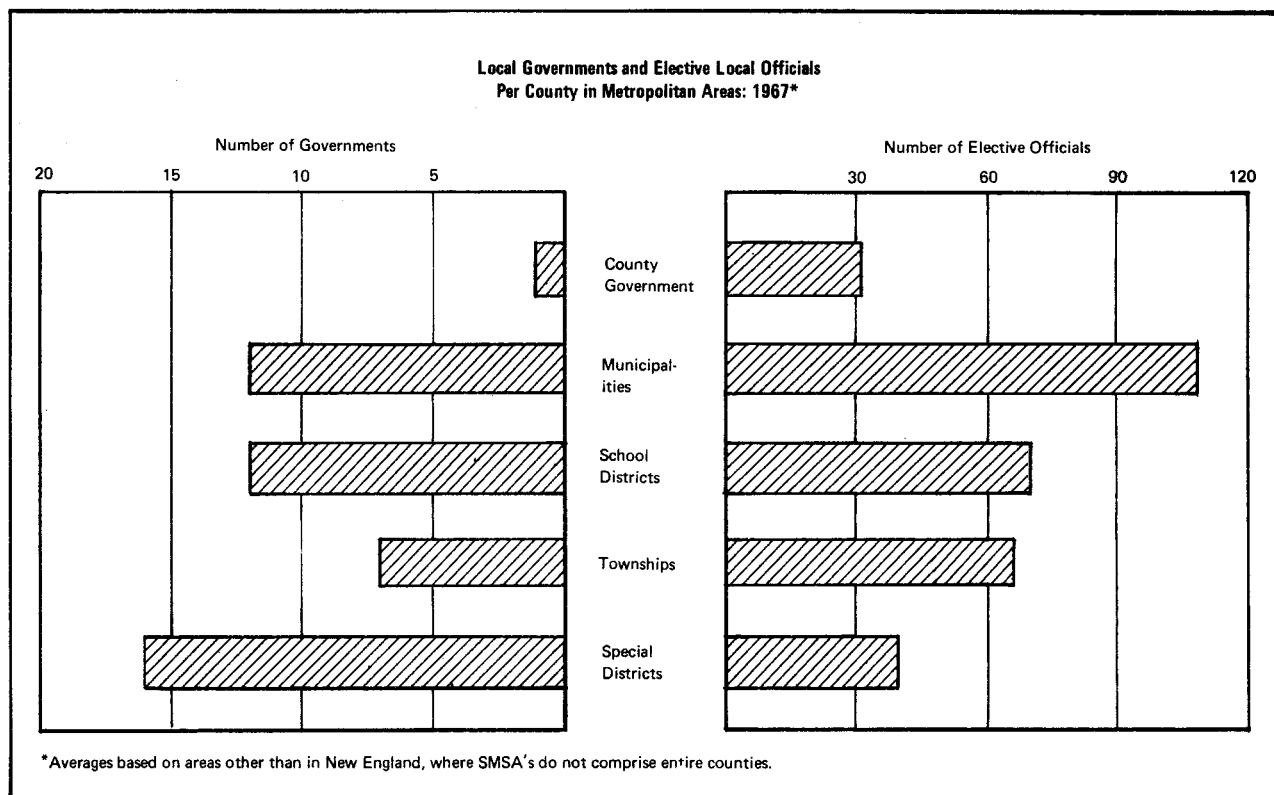 Local Governments and Elective Local Officials
Per County in Metropolitan Areas: 1967*
Number of Governments
20 15 10 5
Number of Elective Officials
30 60 90 120
County
Government
Municipal-
ities
School
Districts
Townships
Special
Districts
*Averages based on areas other than in New England, where SMSA's do not comprise entire counties.